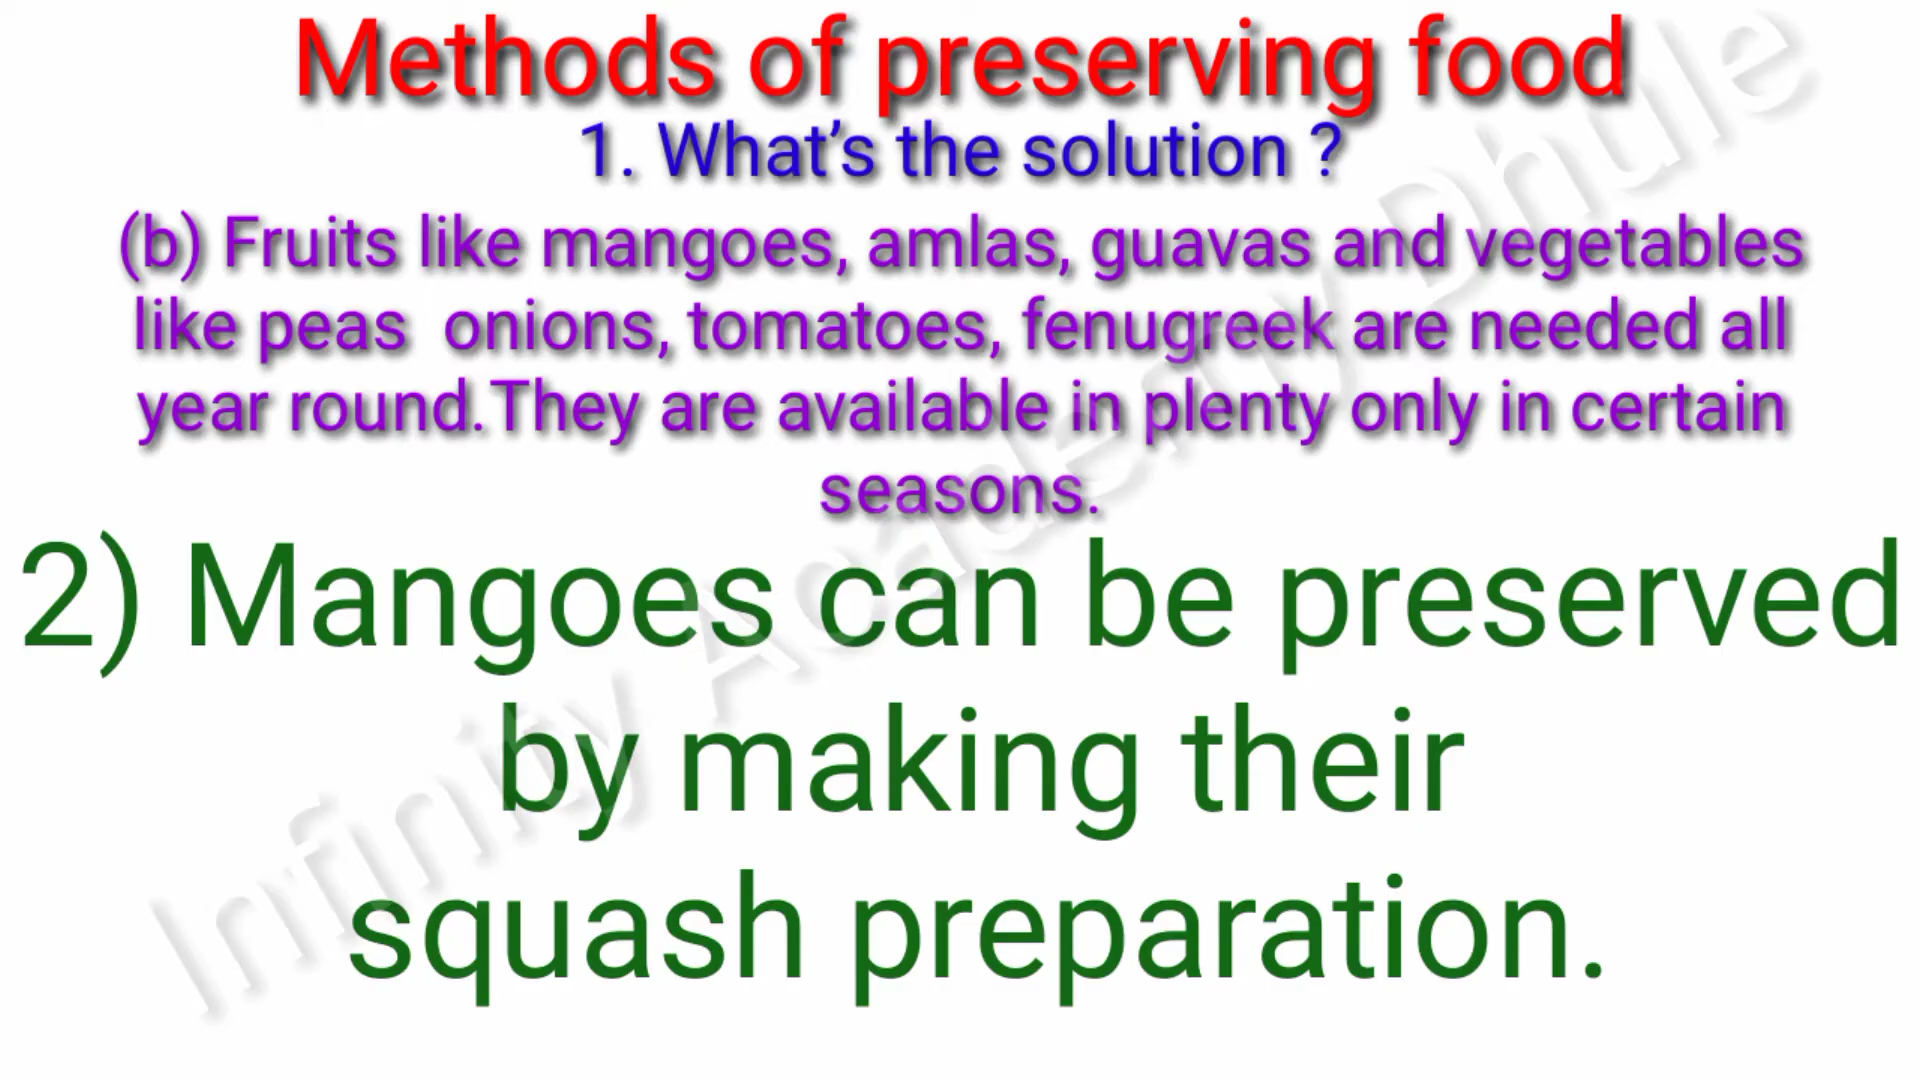 Methods of preserving food
1. What's the solution ?
(b) Fruits like mangoes, amlas, guavas and vegetables
like peas  onions, tomatoes, fenugreek are needed all
year round.They are available in plenty only in certain
seasons.
2) Mangoes can be preserved
by making their
squash preparation.
Infinity Academy Dhule